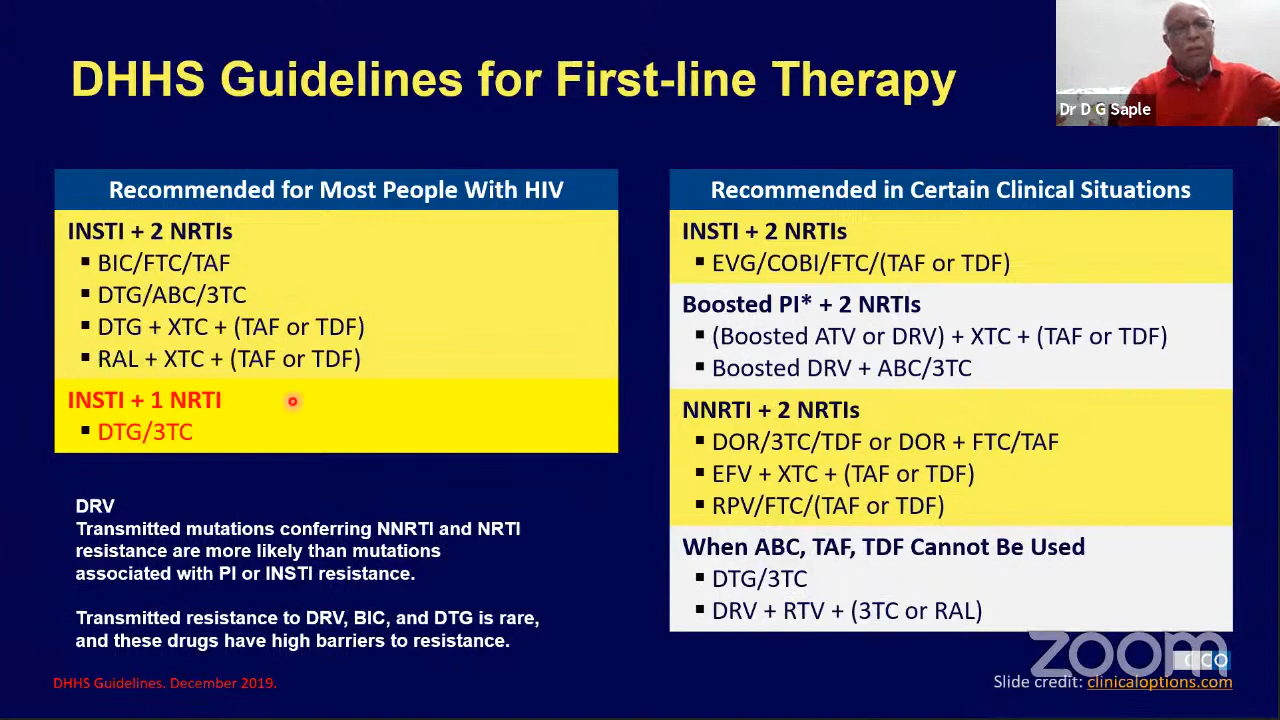 DHHS Guidelines for First-line Therapy
Dr D G Saple
Recommended for Most People With HIV
INSTI + 2 NRTIs
▪ BIC/FTC/TAF
▪ DTG/ABC/3TC
▪ DTG + XTC + (TAF or TDF)
▪ RAL + XTC + (TAF or TDF)
INSTI + 1 NRTI
▪ DTG/3TC
DRV
Transmitted mutations conferring NNRTI and NRTI
resistance are more likely than mutations
associated with PI or INSTI resistance.
Transmitted resistance to DRV, BIC, and DTG is rare,
and these drugs have high barriers to resistance.
DHHS Guidelines. December 2019.
Recommended in Certain Clinical Situations
INSTI + 2 NRTIs
▪ EVG/COBI/FTC/(TAF or TDF)
Boosted PI* + 2 NRTIs
▪ (Boosted ATV or DRV) + XTC + (TAF or TDF)
▪ Boosted DRV + ABC/3TC
NNRTI + 2 NRTIs
▪ DOR/3TC/TDF or DOR + FTC/TAF
▪ EFV + XTC + (TAF or TDF)
▪ RPV/FTC/(TAF or TDF)
When ABC, TAF, TDF Cannot Be Used
▪ DTG/3TC
▪ DRV + RTV + (3TC or RAL)
zoom
Slide credit: clinicaloptions.com